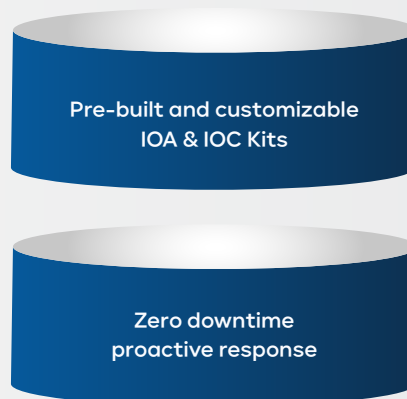 Pre-built and customizable
IOA & IOC Kits
Zero downtime
proactive response